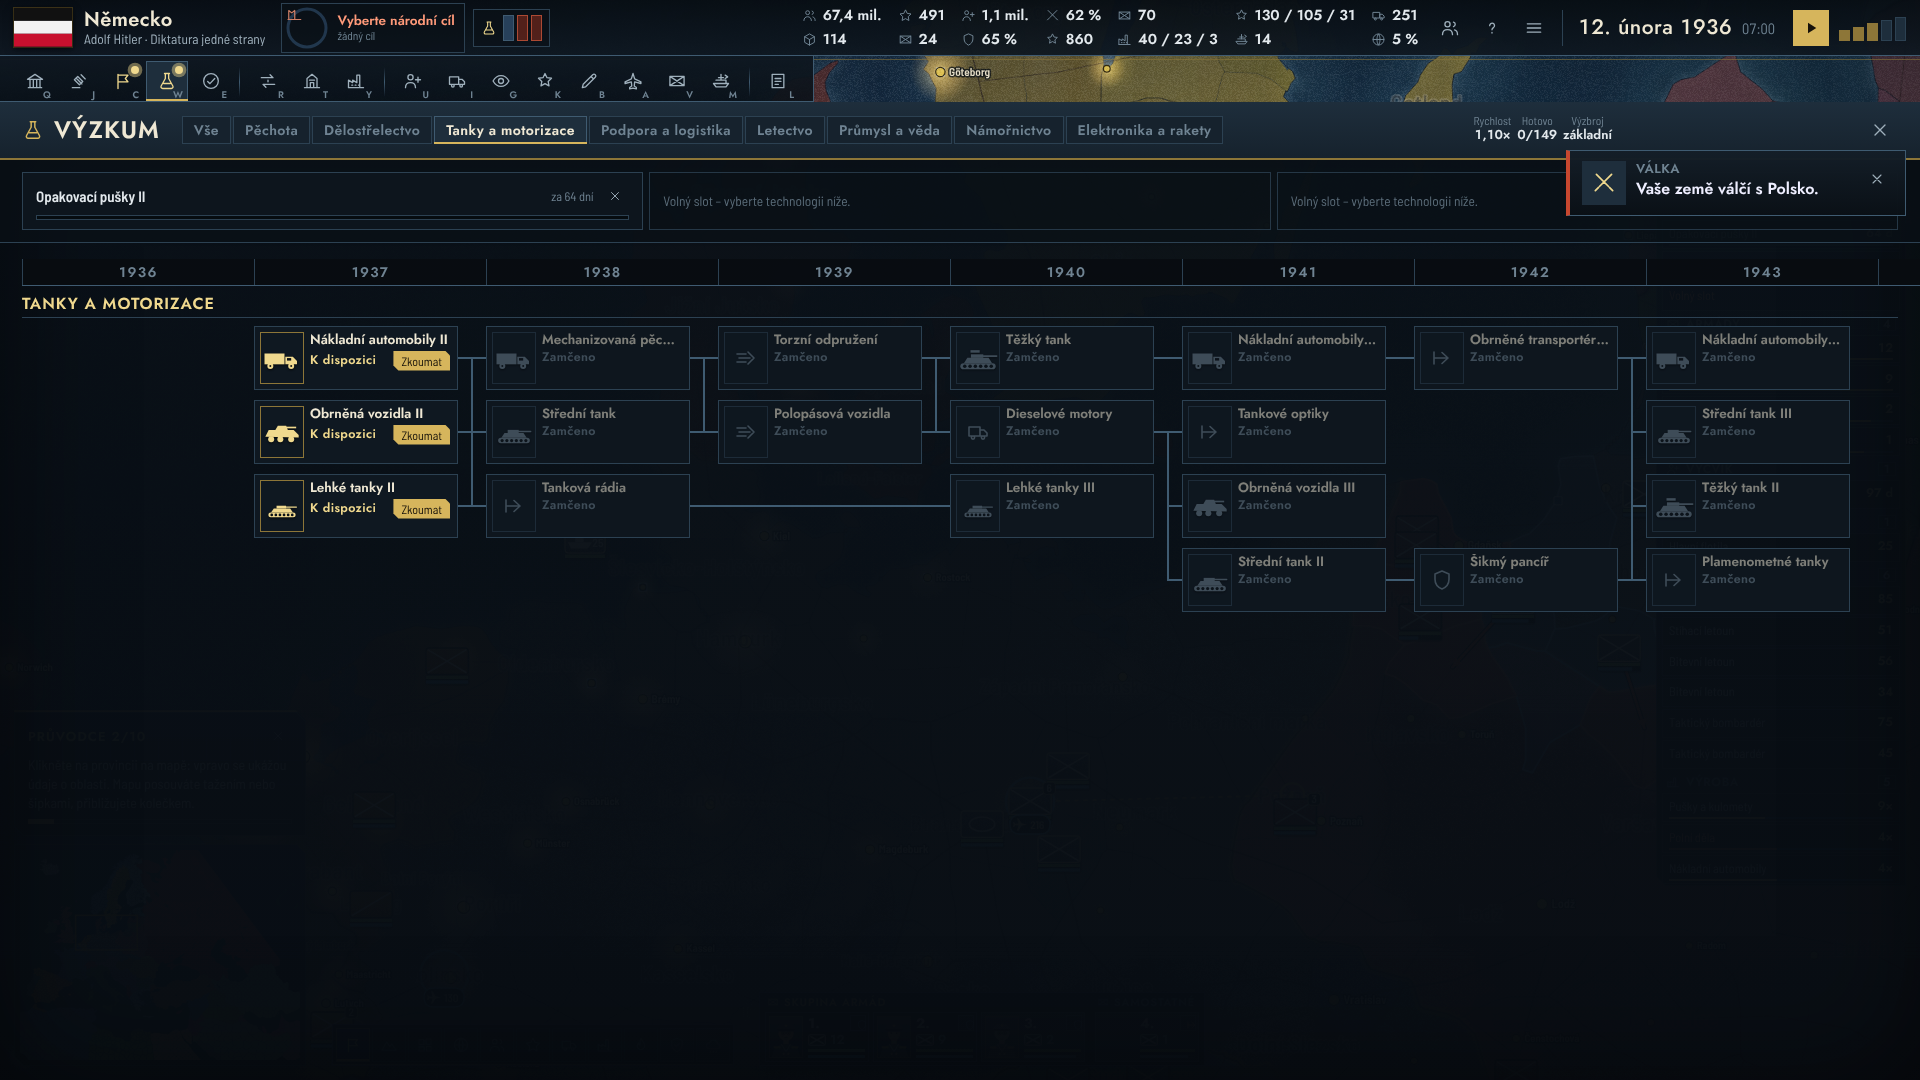 Německo
Adolf Hitler · Diktatura jedné strany
Vyberte národní cíl
žádný cíl
67,4 mil. 491 1,1 mil. 62 % 70 130 / 105 / 31 251
114 24 65 % 860 40 / 23 / 3 14 5 %
?
12. února 1936 07:00
Q J C W E R T Y U I G K B A V M L
Göteborg
VÝZKUM
Vše
Pěchota
Dělostřelectvo
Tanky a motorizace
Podpora a logistika
Letectvo
Průmysl a věda
Námořnictvo
Elektronika a rakety
Rychlost Hotovo Výzbroj
1,10× 0/149 základní
VÁLKA
Vaše země válčí s Polsko.
Opakovací pušky II
za 64 dní
Volný slot – vyberte technologii níže.
Volný slot – vyberte technologii níže.
1936 1937 1938 1939 1940 1941 1942 1943
TANKY A MOTORIZACE
Nákladní automobily II
K dispozici
Zkoumat
Mechanizovaná pěc...
Zamčeno
Torzní odpružení
Zamčeno
Těžký tank
Zamčeno
Nákladní automobily...
Zamčeno
Obrněné transportér...
Zamčeno
Nákladní automobily...
Zamčeno
Obrněná vozidla II
K dispozici
Zkoumat
Střední tank
Zamčeno
Polopásová vozidla
Zamčeno
Dieselové motory
Zamčeno
Tankové optiky
Zamčeno
Střední tank III
Zamčeno
Lehké tanky II
K dispozici
Zkoumat
Tanková rádia
Zamčeno
Lehké tanky III
Zamčeno
Obrněná vozidla III
Zamčeno
Těžký tank II
Zamčeno
Střední tank II
Zamčeno
Šikmý pancíř
Zamčeno
Plamenometné tanky
Zamčeno